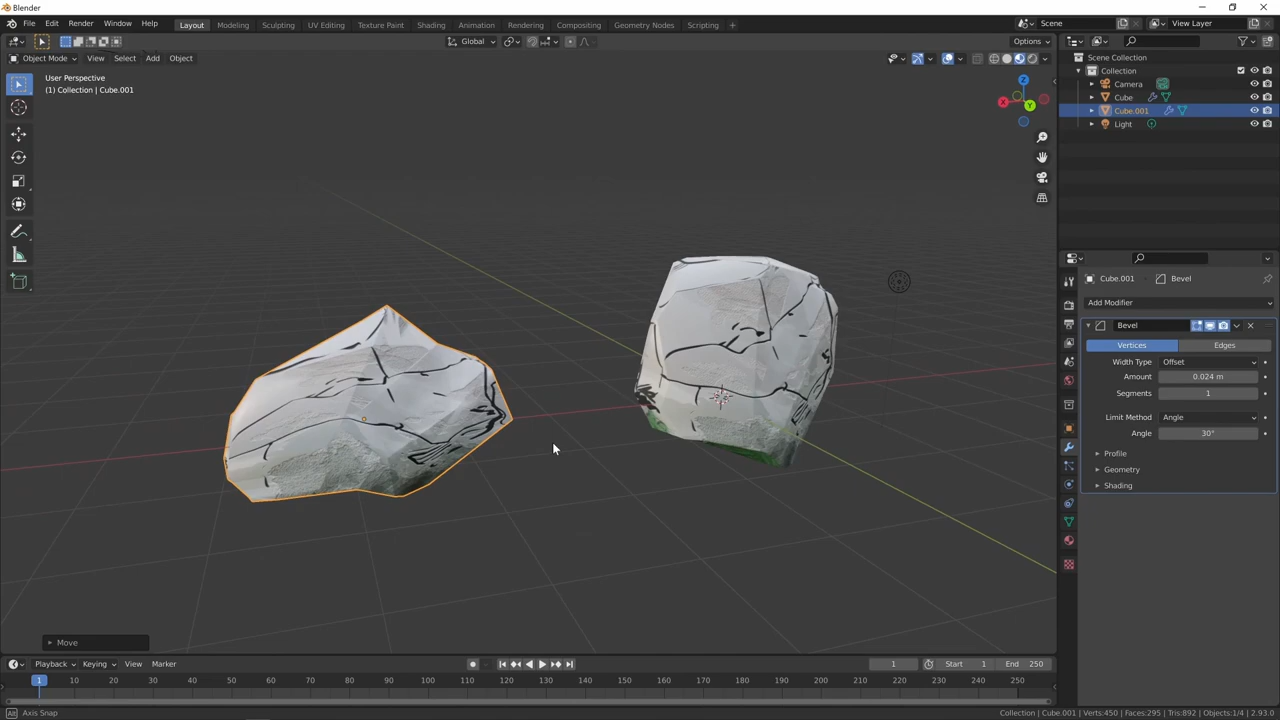 Blender
File Edit Render Window Help Layout Modeling Sculpting UV Editing Texture Paint Shading Animation Rendering Compositing Geometry Nodes Scripting + Scene View Layer
Global Options
Object Mode View Select Add Object
User Perspective
(1) Collection | Cube.001
X Y Z
Scene Collection
Collection
Camera
Cube
Cube.001
Light
Cube.001 Bevel
Add Modifier
Bevel
Vertices Edges
Width Type Offset
Amount 0.024 m
Segments 1
Limit Method Angle
Angle 30°
Profile
Geometry
Shading
Move
Playback Keying View Marker 1 Start 1 End 250
1 10 20 30 40 50 60 70 80 90 100 110 120 130 140 150 160 170 180 190 200 210 220 230 240 250
Alt Axis Snap Collection | Cube.001 | Verts:450 | Faces:295 | Tris:892 | Objects:1/4 | 2.93.0